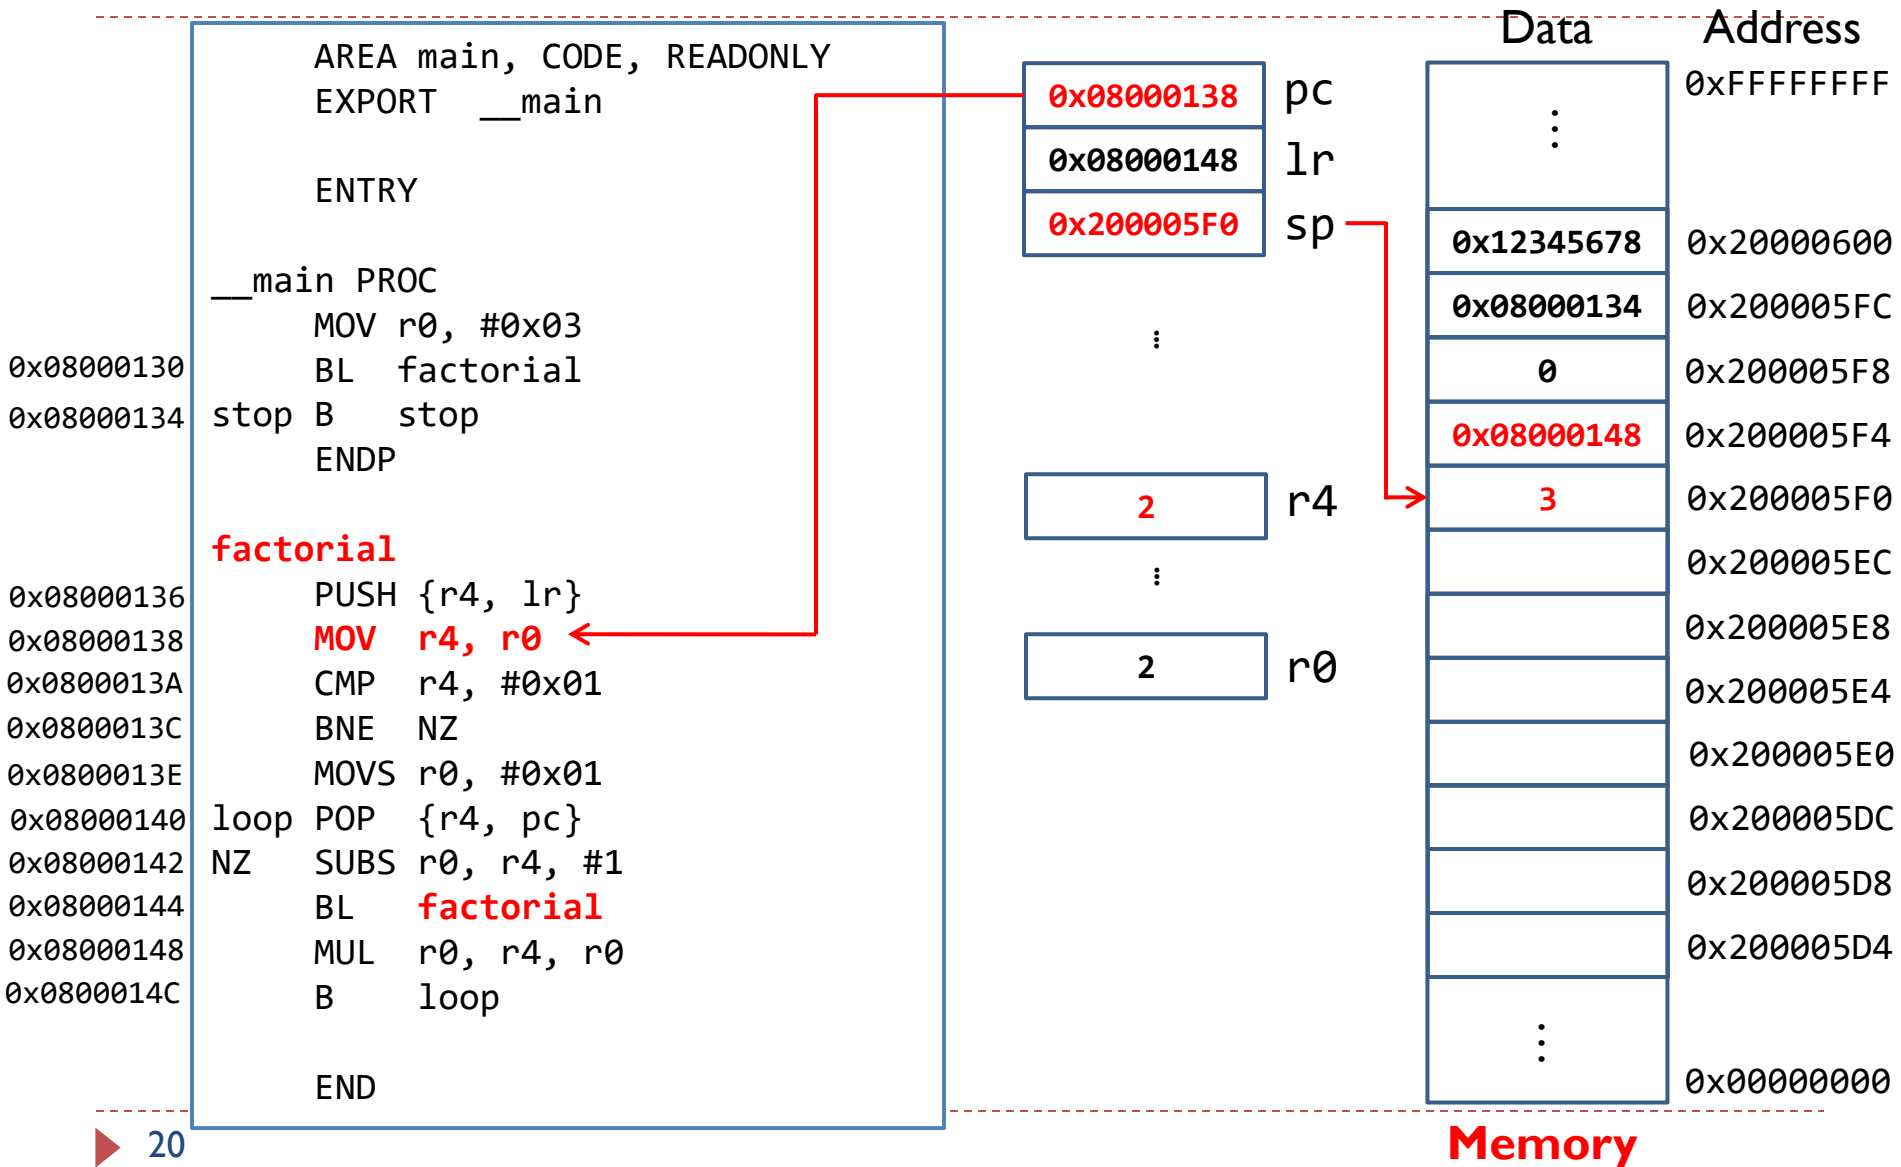 AREA main, CODE, READONLY
EXPORT __main
ENTRY
__main PROC
MOV r0, #0x03
0x08000130 BL factorial
0x08000134 stop B stop
ENDP
factorial
0x08000136 PUSH {r4, lr}
0x08000138 MOV r4, r0
0x0800013A CMP r4, #0x01
0x0800013C BNE NZ
0x0800013E MOVS r0, #0x01
0x08000140 loop POP {r4, pc}
0x08000142 NZ SUBS r0, r4, #1
0x08000144 BL factorial
0x08000148 MUL r0, r4, r0
0x0800014C B loop
END
20
0x08000138 pc
0x08000148 lr
0x200005F0 sp
⋮
2 r4
⋮
2 r0
Data Address
0xFFFFFFFF
⋮
0x12345678 0x20000600
0x08000134 0x200005FC
0 0x200005F8
0x08000148 0x200005F4
3 0x200005F0
0x200005EC
0x200005E8
0x200005E4
0x200005E0
0x200005DC
0x200005D8
0x200005D4
⋮
0x00000000
Memory